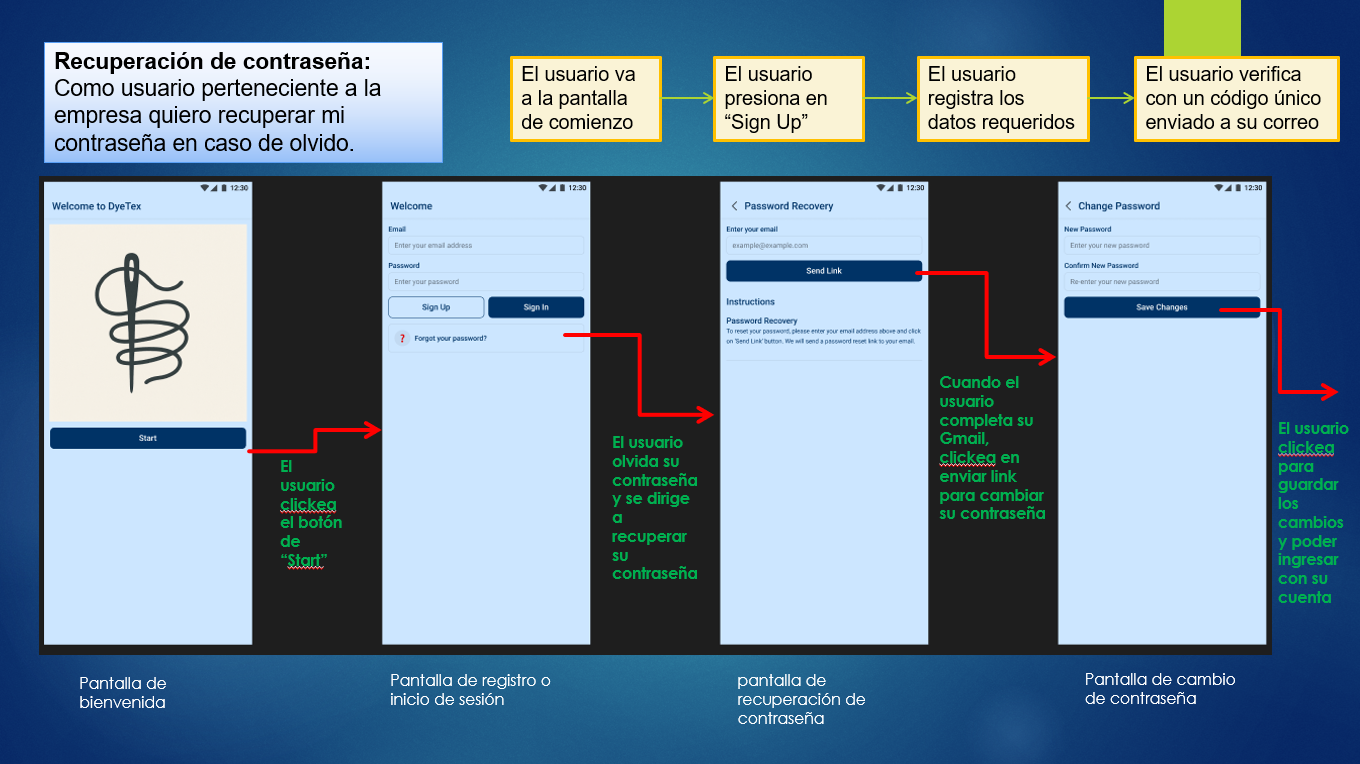 Recuperación de contraseña:
Como usuario perteneciente a la
empresa quiero recuperar mi
contraseña en caso de olvido.
El usuario va
a la pantalla
de comienzo
El usuario
presiona en
“Sign Up”
El usuario
registra los
datos requeridos
El usuario verifica
con un código único
enviado a su correo
12:30
Welcome to DyeTex
Start
El
usuario
clickea
el botón
de
“Start”
Pantalla de
bienvenida
12:30
Welcome
Email
Enter your email address
Password
Enter your password
Sign Up
Sign In
? Forgot your password?
El usuario
olvida su
contraseña
y se dirige
a
recuperar
su
contraseña
Pantalla de registro o
inicio de sesión
12:30
Password Recovery
Enter your email
example@example.com
Send Link
Instructions
Password Recovery
To reset your password, please enter your email address above and click
on 'Send Link' button. We will send a password reset link to your email.
Cuando el
usuario
completa su
Gmail,
clickea en
enviar link
para cambiar
su contraseña
pantalla de
recuperación de
contraseña
12:30
Change Password
New Password
Enter your new password
Confirm New Password
Re-enter your new password
Save Changes
El usuario
clickea
para
guardar
los
cambios
y poder
ingresar
con su
cuenta
Pantalla de cambio
de contraseña